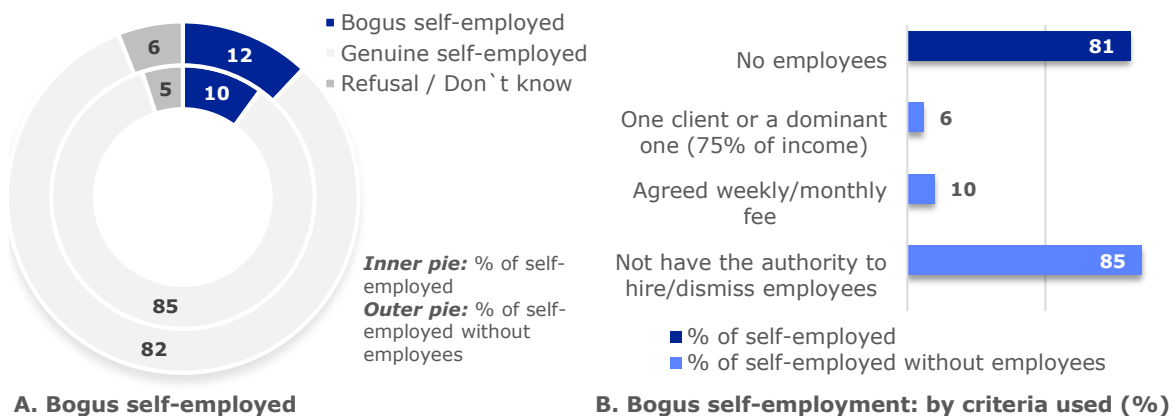 6
12
5
10
85
82
Bogus self-employed
Genuine self-employed
Refusal / Don`t know
Inner pie: % of self-
employed
Outer pie: % of self-
employed without
employees
A. Bogus self-employed
No employees
81
One client or a dominant
one (75% of income)
6
Agreed weekly/monthly
fee
10
Not have the authority to
hire/dismiss employees
85
% of self-employed
% of self-employed without employees
B. Bogus self-employment: by criteria used (%)